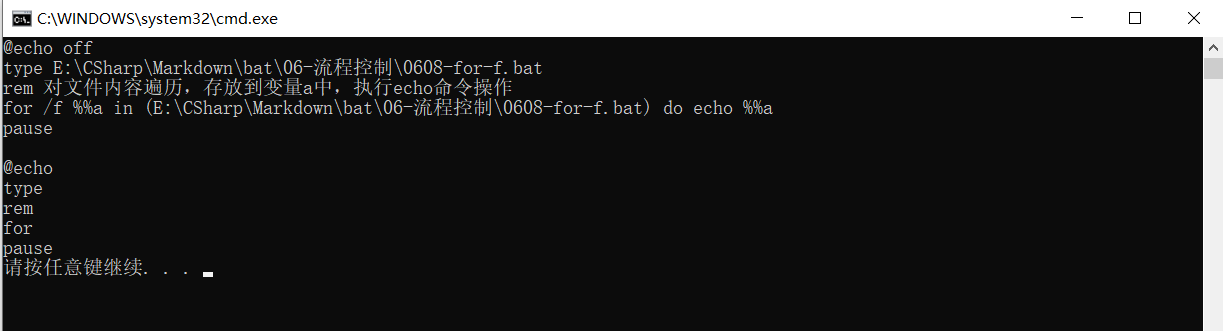 C:\WINDOWS\system32\cmd.exe
@echo off
type E:\CSharp\Markdown\bat\06-流程控制\0608-for-f.bat
rem 对文件内容遍历，存放到变量a中，执行echo命令操作
for /f %%a in (E:\CSharp\Markdown\bat\06-流程控制\0608-for-f.bat) do echo %%a
pause
@echo
type
rem
for
pause
请按任意键继续. . .